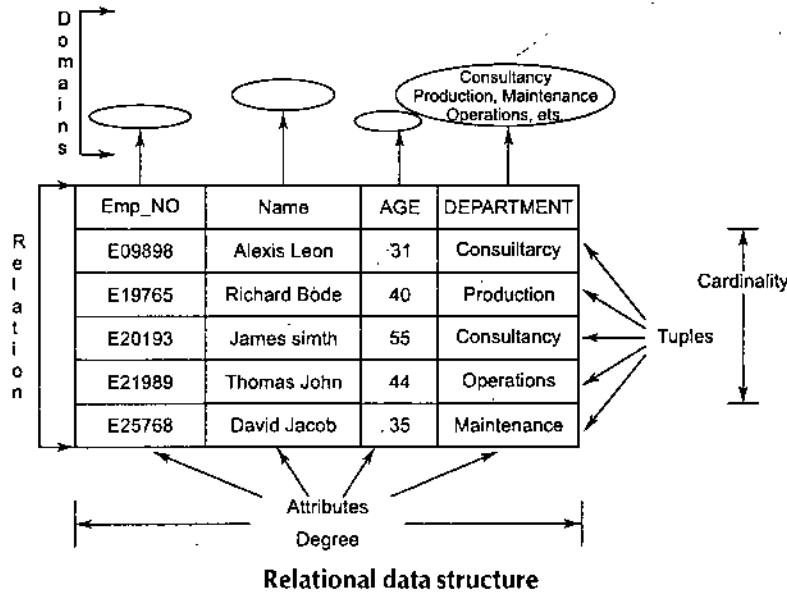 Domains
Consultancy
Production, Maintenance
Operations, ets
Relation
Emp_NO Name AGE DEPARTMENT
E09898 Alexis Leon 31 Consuiltarcy
E19765 Richard Bode 40 Production
E20193 James simth 55 Consultancy
E21989 Thomas John 44 Operations
E25768 David Jacob 35 Maintenance
Cardinality
Tuples
Attributes
Degree
Relational data structure